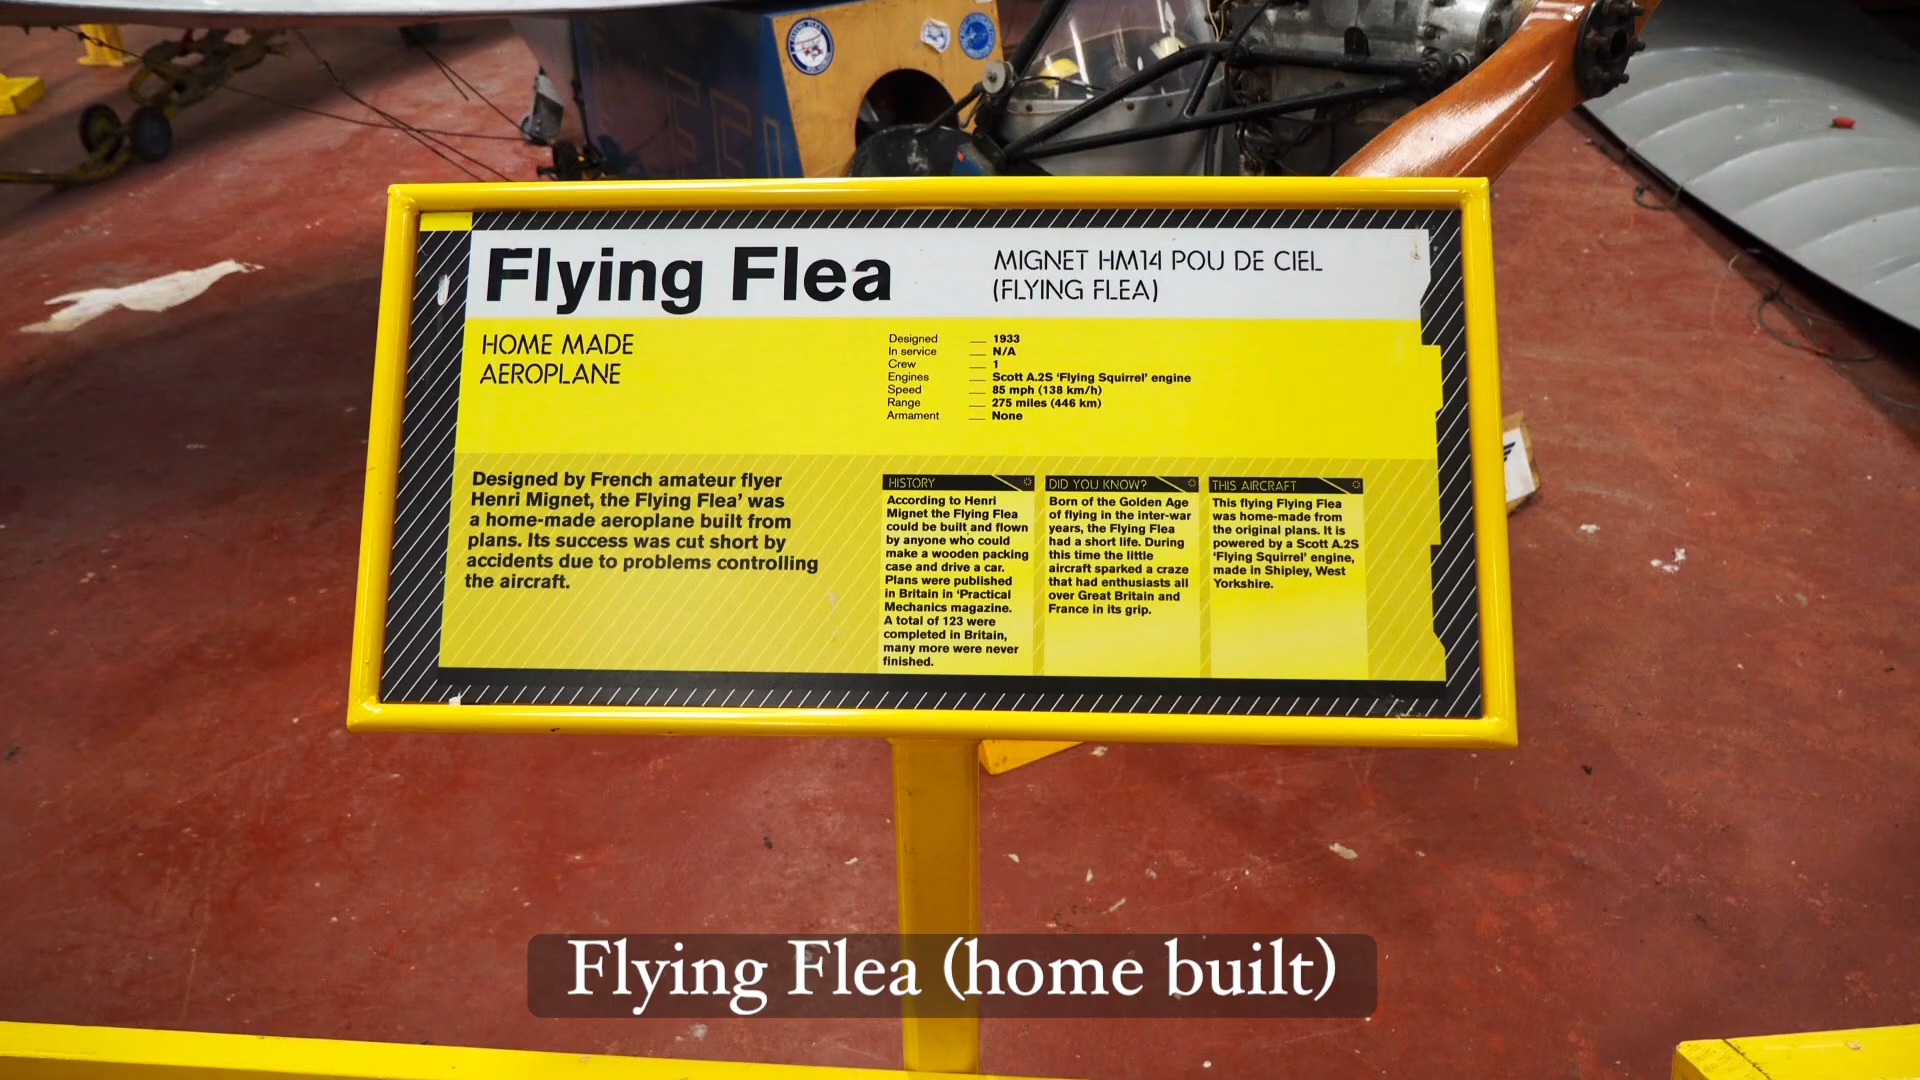 Flying Flea
MIGNET HM14 POU DE CIEL
(FLYING FLEA)
HOME MADE
AEROPLANE
Designed __ 1933
In service __ N/A
Crew __ 1
Engines __ Scott A.2S ‘Flying Squirrel’ engine
Speed __ 85 mph (138 km/h)
Range __ 275 miles (446 km)
Armament __ None
Designed by French amateur flyer
Henri Mignet, the Flying Flea’ was
a home-made aeroplane built from
plans. Its success was cut short by
accidents due to problems controlling
the aircraft.
HISTORY
According to Henri
Mignet the Flying Flea
could be built and flown
by anyone who could
make a wooden packing
case and drive a car.
Plans were published
in Britain in ‘Practical
Mechanics magazine.
A total of 123 were
completed in Britain,
many more were never
finished.
DID YOU KNOW?
Born of the Golden Age
of flying in the inter-war
years, the Flying Flea
had a short life. During
this time the little
aircraft sparked a craze
that had enthusiasts all
over Great Britain and
France in its grip.
THIS AIRCRAFT
This flying Flying Flea
was home-made from
the original plans. It is
powered by a Scott A.2S
‘Flying Squirrel’ engine,
made in Shipley, West
Yorkshire.
Flying Flea (home built)